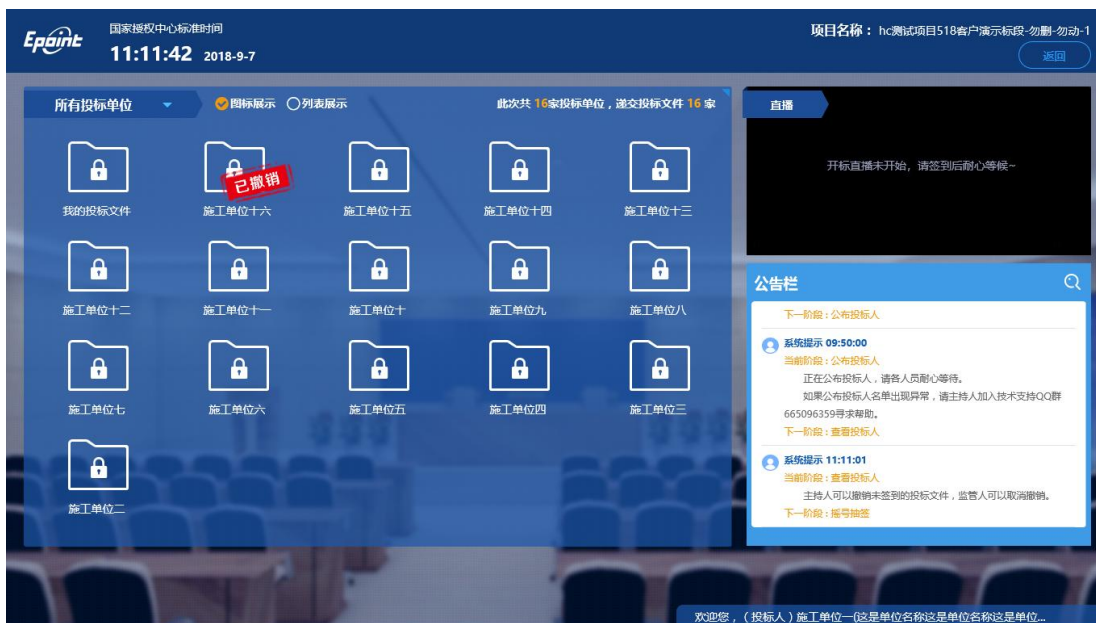 Epoint
国家授权中心标准时间
11:11:42 2018-9-7
项目名称： hc测试项目518客户演示标段-勿删-勿动-1
返回
所有投标单位
图标展示 列表展示
此次共 16家投标单位，递交投标文件 16 家
我的投标文件
已撤销
施工单位十六
施工单位十五
施工单位十四
施工单位十三
施工单位十二
施工单位十一
施工单位十
施工单位九
施工单位八
施工单位七
施工单位六
施工单位五
施工单位四
施工单位三
施工单位二
直播
开标直播未开始，请签到后耐心等候~
公告栏
下一阶段：公布投标人
系统提示 09:50:00
当前阶段：公布投标人
正在公布投标人，请各人员耐心等待。
如果公布投标人名单出现异常，请主持人加入技术支持QQ群
665096359寻求帮助。
下一阶段：查看投标人
系统提示 11:11:01
当前阶段：查看投标人
主持人可以撤销未签到的投标文件，监管人可以取消撤销。
下一阶段：摇号抽签
欢迎您，（投标人）施工单位一(这是单位名称这是单位名称这是单位...